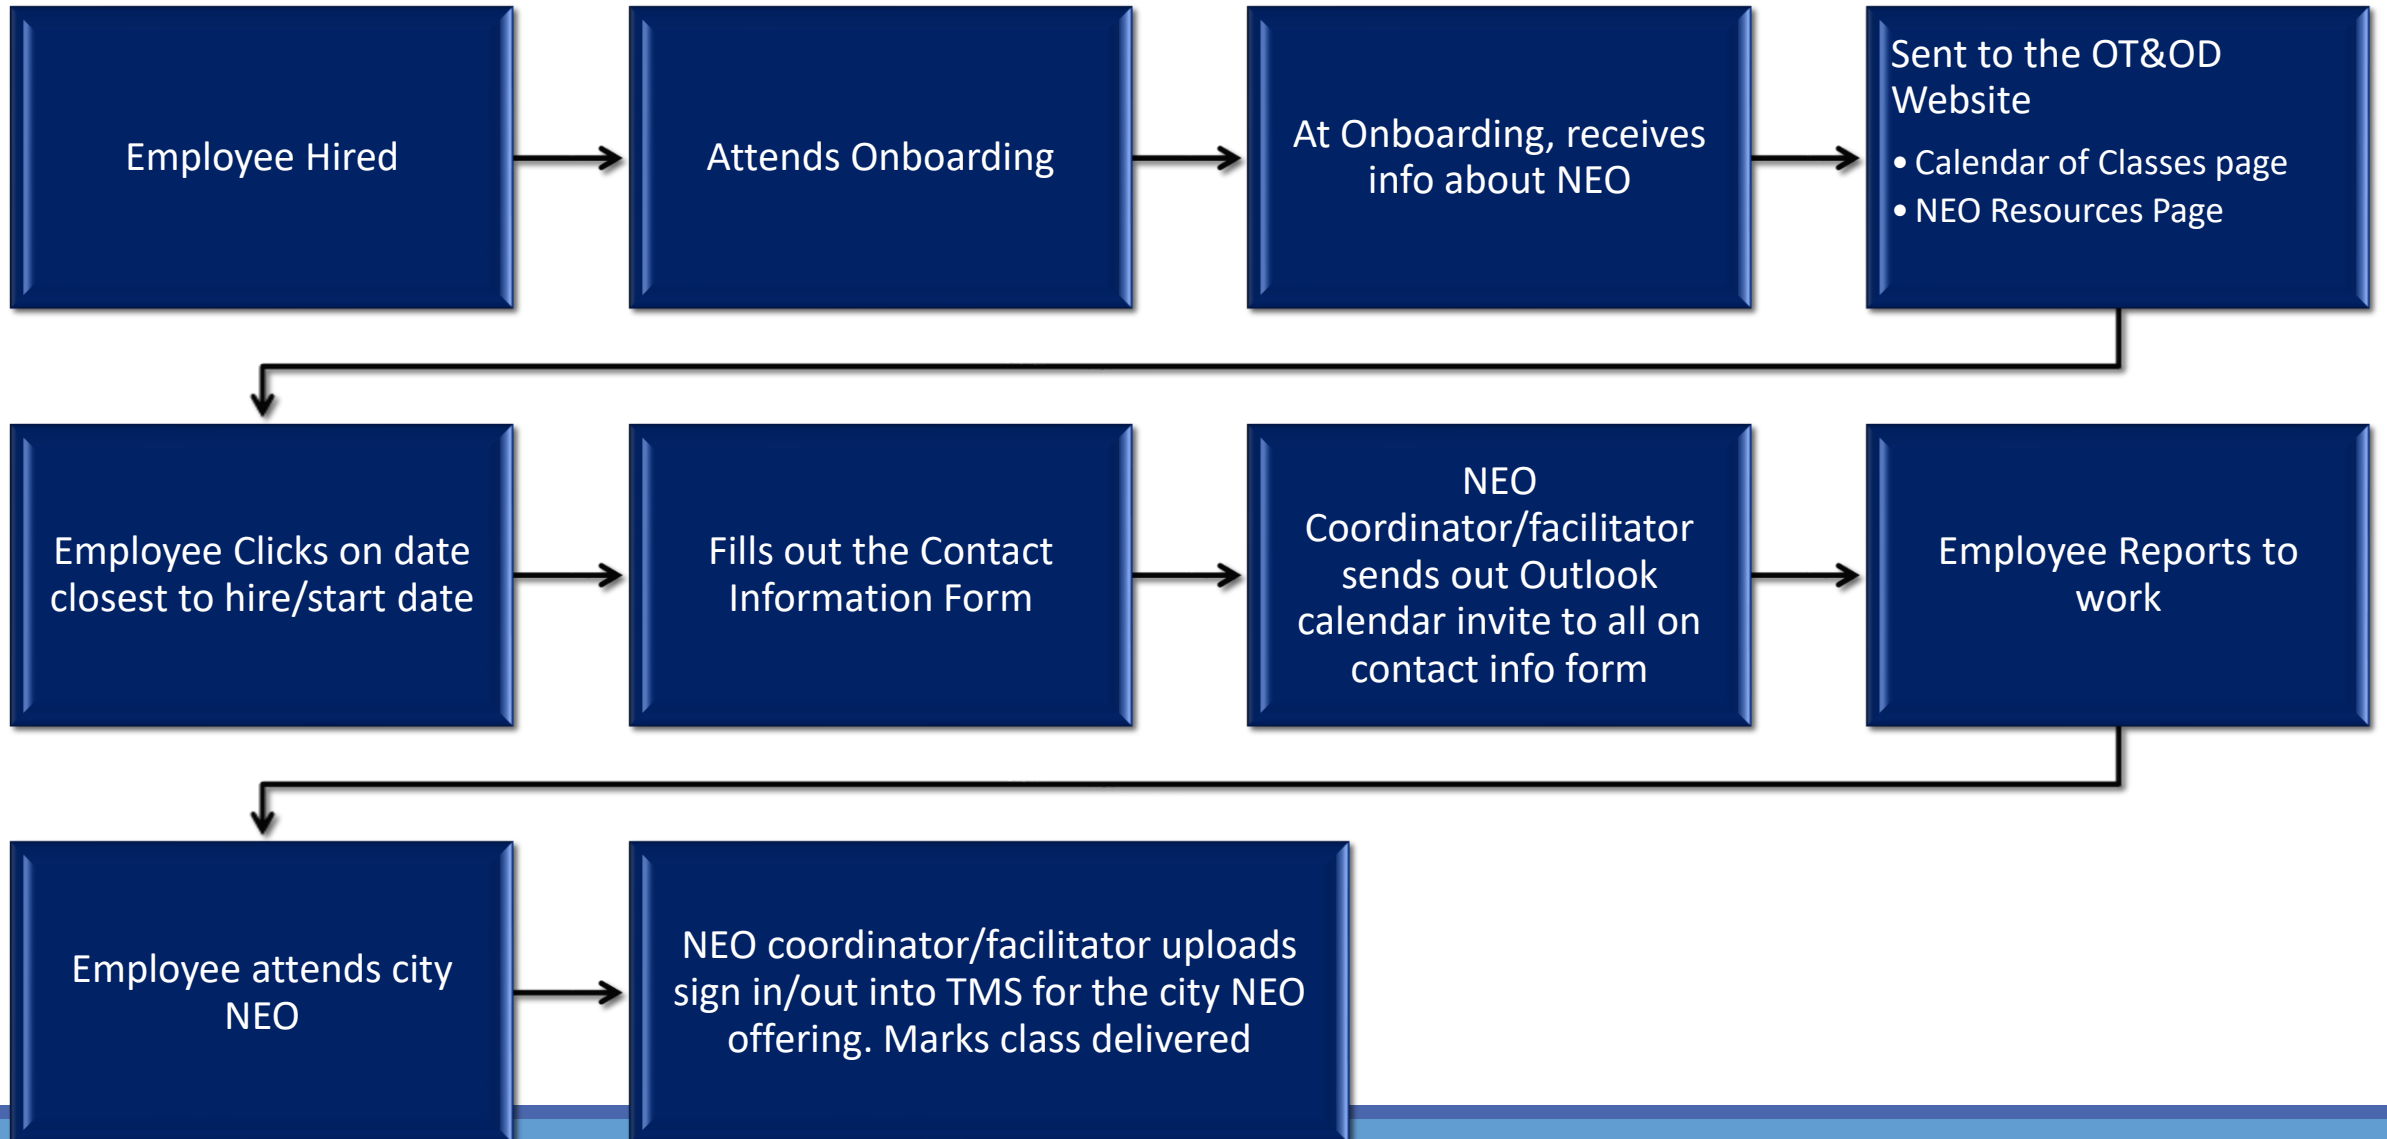 Employee Hired
Attends Onboarding
At Onboarding, receives
info about NEO
Sent to the OT&OD
Website
• Calendar of Classes page
• NEO Resources Page
Employee Clicks on date
closest to hire/start date
Fills out the Contact
Information Form
NEO
Coordinator/facilitator
sends out Outlook
calendar invite to all on
contact info form
Employee Reports to
work
Employee attends city
NEO
NEO coordinator/facilitator uploads
sign in/out into TMS for the city NEO
offering. Marks class delivered